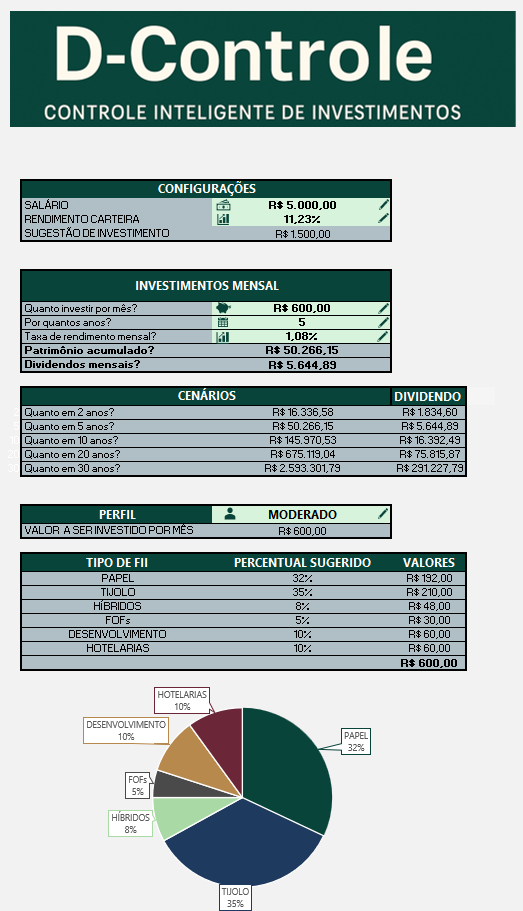 D-Controle
CONTROLE INTELIGENTE DE INVESTIMENTOS
CONFIGURAÇÕES
SALÁRIO R$ 5.000,00
RENDIMENTO CARTEIRA 11,23%
SUGESTÃO DE INVESTIMENTO R$ 1.500,00
INVESTIMENTOS MENSAL
Quanto investir por mês? R$ 600,00
Por quantos anos? 5
Taxa de rendimento mensal? 1,08%
Patrimônio acumulado? R$ 50.266,15
Dividendos mensais? R$ 5.644,89
CENÁRIOS DIVIDENDO
Quanto em 2 anos? R$ 16.336,58 R$ 1.834,60
Quanto em 5 anos? R$ 50.266,15 R$ 5.644,89
Quanto em 10 anos? R$ 145.970,53 R$ 16.392,49
Quanto em 20 anos? R$ 675.119,04 R$ 75.815,87
Quanto em 30 anos? R$ 2.593.301,79 R$ 291.227,79
PERFIL MODERADO
VALOR A SER INVESTIDO POR MÊS R$ 600,00
TIPO DE FII PERCENTUAL SUGERIDO VALORES
PAPEL 32% R$ 192,00
TIJOLO 35% R$ 210,00
HÍBRIDOS 8% R$ 48,00
FOFs 5% R$ 30,00
DESENVOLVIMENTO 10% R$ 60,00
HOTELARIAS 10% R$ 60,00
R$ 600,00
HOTELARIAS
10%
DESENVOLVIMENTO
10%
PAPEL
32%
FOFs
5%
HÍBRIDOS
8%
TIJOLO
35%